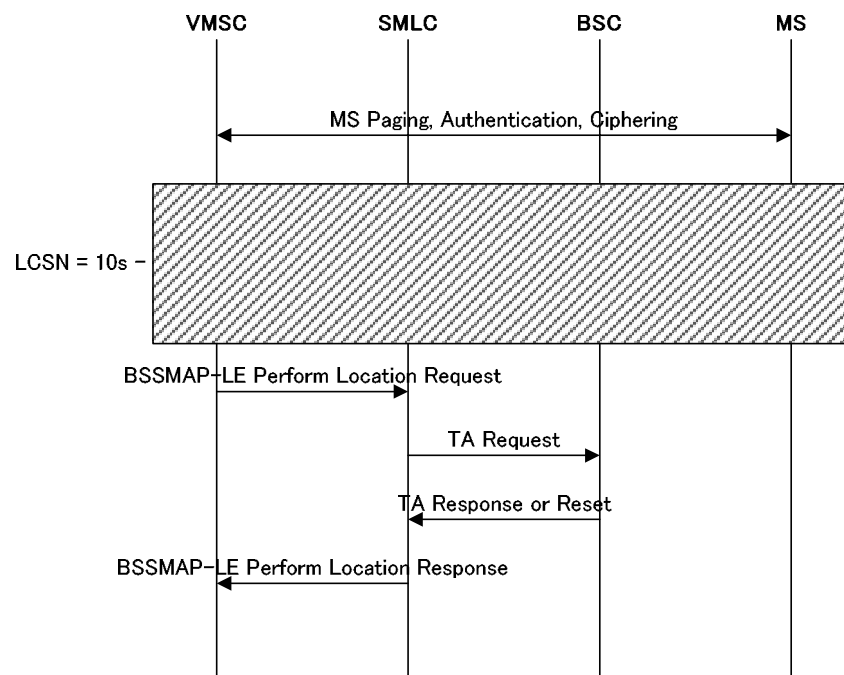 VMSC SMLC BSC MS
MS Paging, Authentication, Ciphering
LCSN = 10s
BSSMAP-LE Perform Location Request
TA Request
TA Response or Reset
BSSMAP-LE Perform Location Response